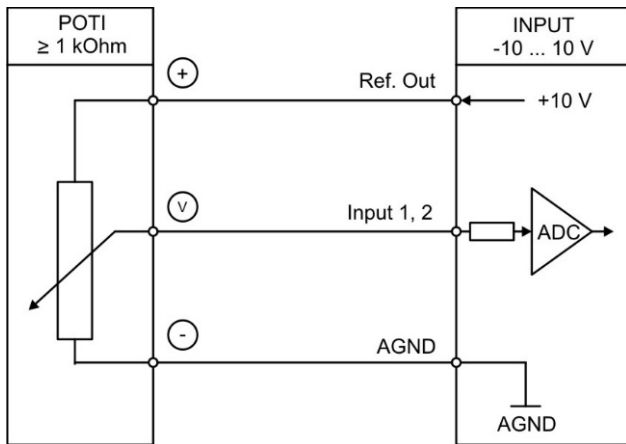 POTI
≥ 1 kOhm
INPUT
-10 ... 10 V
+
Ref. Out
+10 V
V
Input 1, 2
ADC
-
AGND
AGND